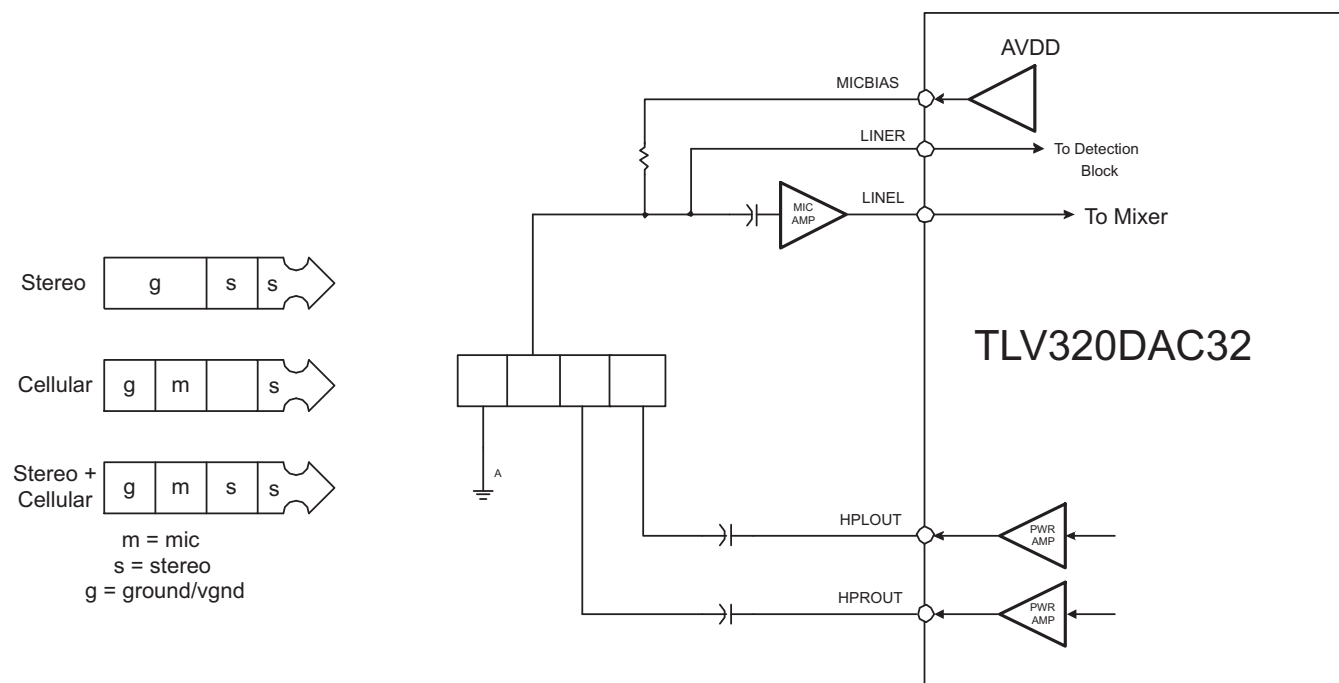 AVDD
MICBIAS
LINER
To Detection
Block
MIC
AMP
LINEL
To Mixer
Stereo
g
s
s
TLV320DAC32
Cellular
g
m
s
Stereo +
Cellular
g
m
s
s
A
m = mic
s = stereo
g = ground/vgnd
HPLOUT
PWR
AMP
HPROUT
PWR
AMP